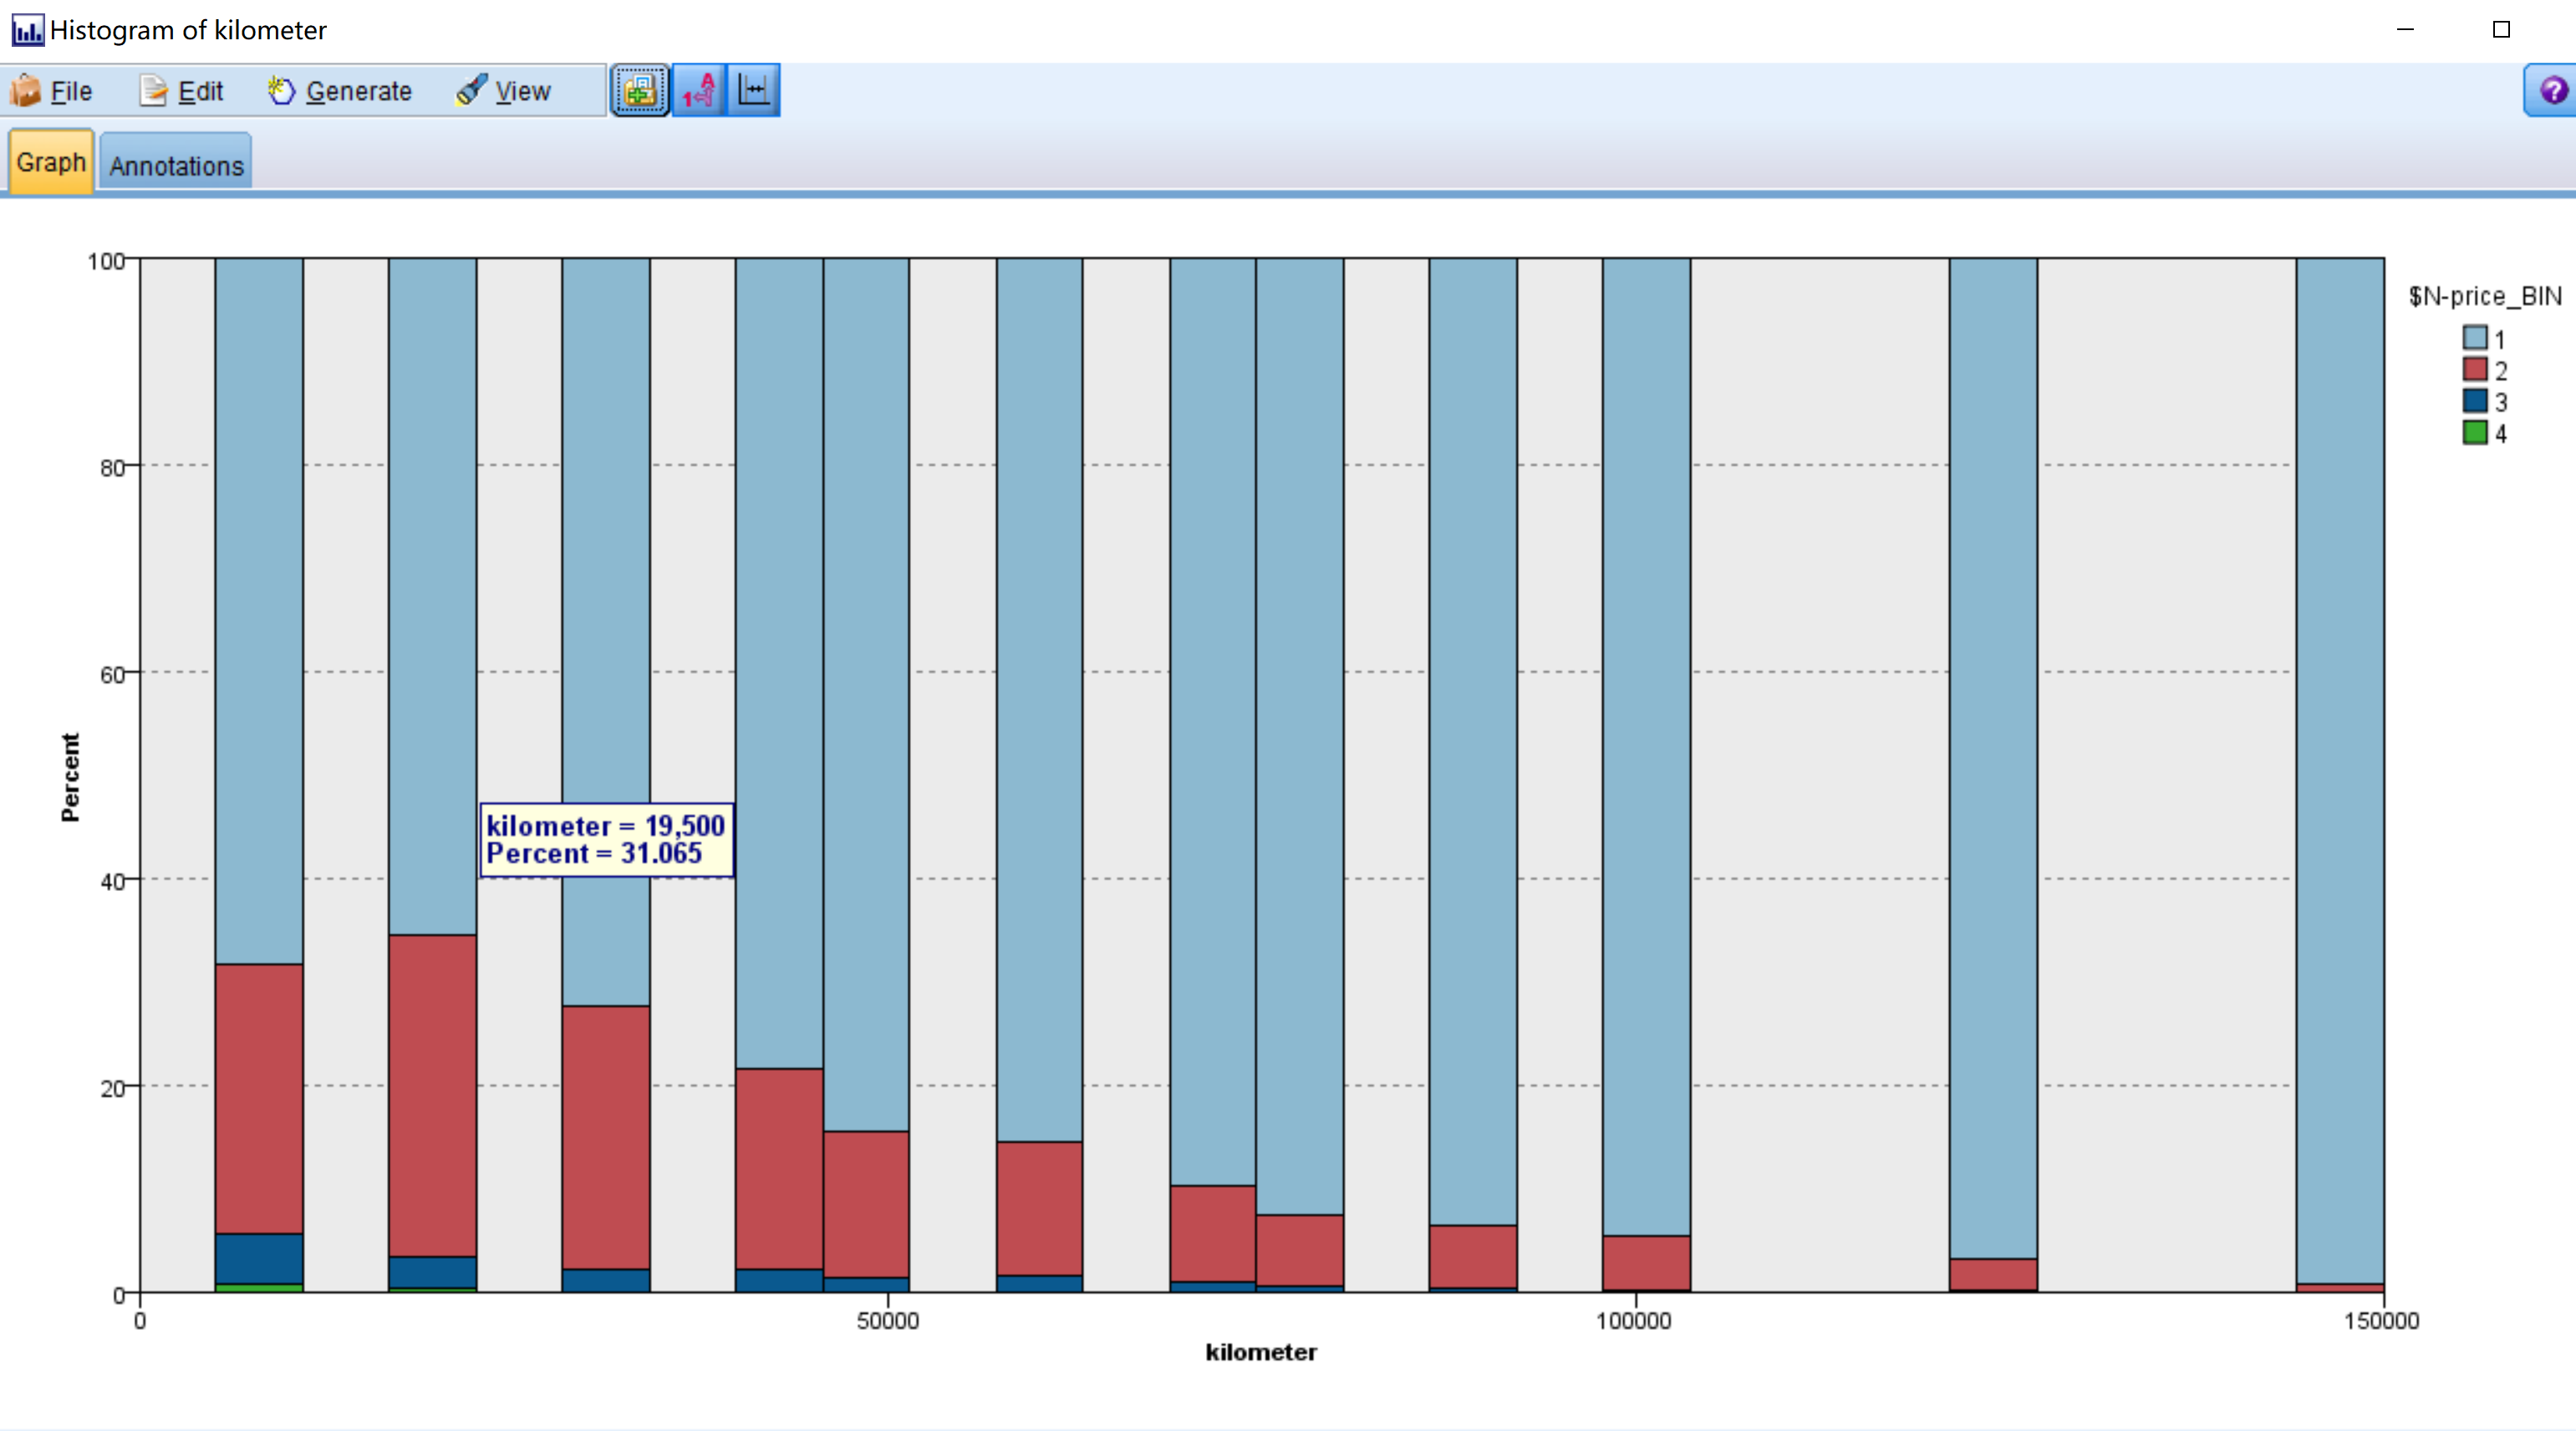 Histogram of kilometer
File Edit Generate View
Graph Annotations
100
80
60
40
20
0
Percent
kilometer = 19,500
Percent = 31.065
0 50000 100000 150000
kilometer
$N-price_BIN
1
2
3
4